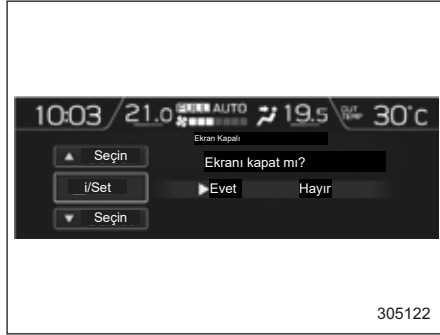 10:03 21.0 FULL AUTO 19.5 OUT TEMP 30°C
Ekran Kapalı
▲ Seçin
Ekranı kapat mı?
i/Set
▶Evet Hayır
▼ Seçin
305122